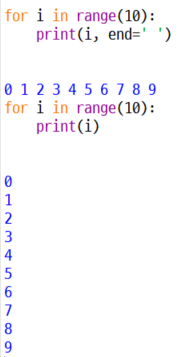 for i in range(10):
    print(i, end=' ')
0 1 2 3 4 5 6 7 8 9
for i in range(10):
    print(i)
0
1
2
3
4
5
6
7
8
9